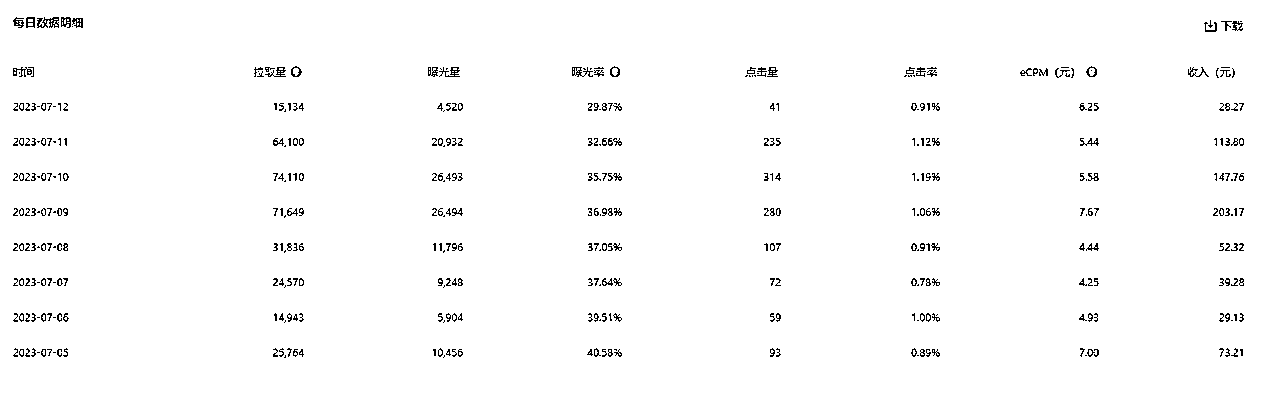 每日数据明细
下载
时间 拉取量 曝光量 曝光率 点击量 点击率 eCPM（元） 收入（元）
2023-07-12 15,134 4,520 29.87% 41 0.91% 6.25 28.27
2023-07-11 64,100 20,932 32.66% 235 1.12% 5.44 113.80
2023-07-10 74,110 26,493 35.75% 314 1.19% 5.58 147.76
2023-07-09 71,649 26,494 36.98% 280 1.06% 7.67 203.17
2023-07-08 31,836 11,796 37.05% 107 0.91% 4.44 52.32
2023-07-07 24,570 9,248 37.64% 72 0.78% 4.25 39.28
2023-07-06 14,943 5,904 39.51% 59 1.00% 4.93 29.13
2023-07-05 25,764 10,456 40.58% 93 0.89% 7.00 73.21